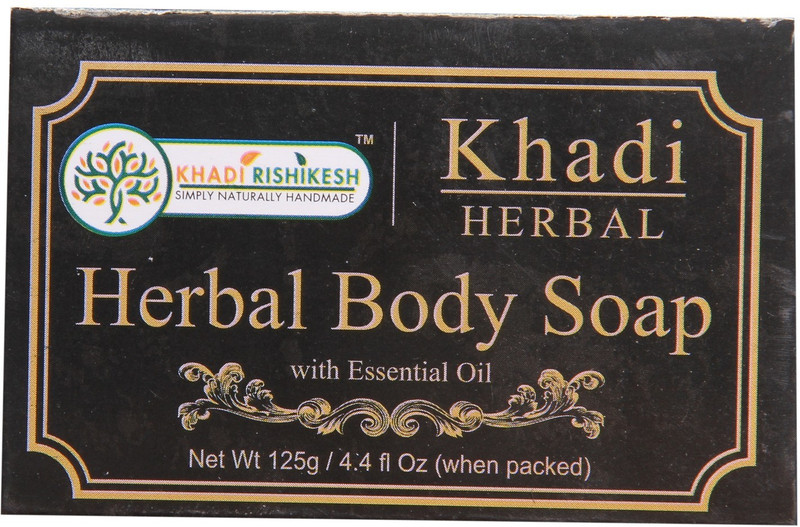 KHADI RISHIKESH
SIMPLY NATURALLY HANDMADE
TM
Khadi
HERBAL
Herbal Body Soap
with Essential Oil
Net Wt 125g / 4.4 fl Oz (when packed)